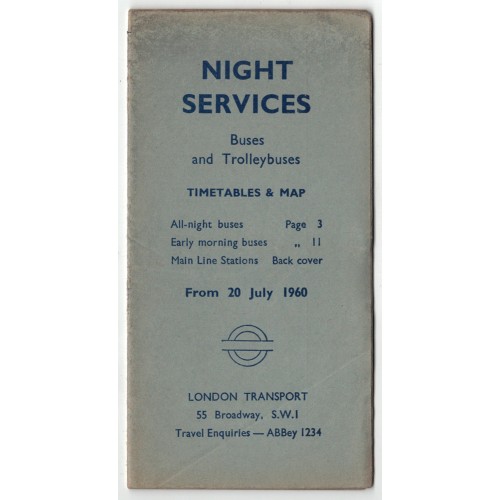 NIGHT
SERVICES
Buses
and Trolleybuses
TIMETABLES & MAP
All-night buses Page 3
Early morning buses „ 11
Main Line Stations Back cover
From 20 July 1960
LONDON TRANSPORT
55 Broadway, S.W.1
Travel Enquiries — ABBey 1234